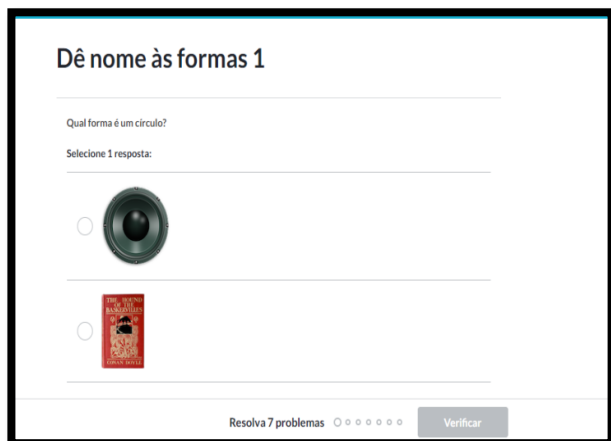 Dê nome às formas 1
Qual forma é um círculo?
Selecione 1 resposta:
THE HOUND
OF THE
BASKERVILLES
CONAN DOYLE
Resolva 7 problemas
Verificar